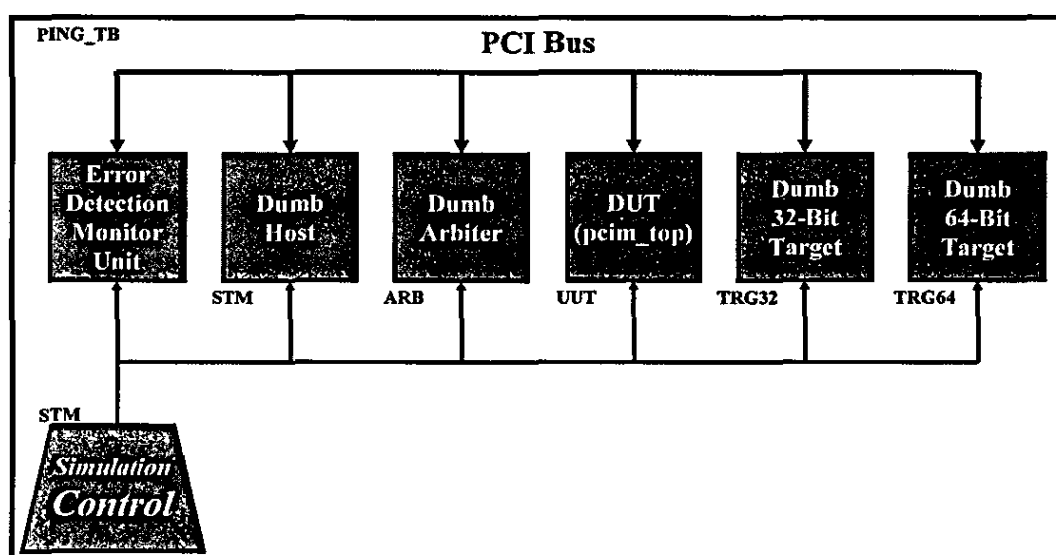 PING_TB
PCI Bus
Error
Detection
Monitor
Unit
Dumb
Host
Dumb
Arbiter
DUT
(pcim_top)
Dumb
32-Bit
Target
Dumb
64-Bit
Target
STM
ARB
UUT
TRG32
TRG64
STM
Simulation
Control